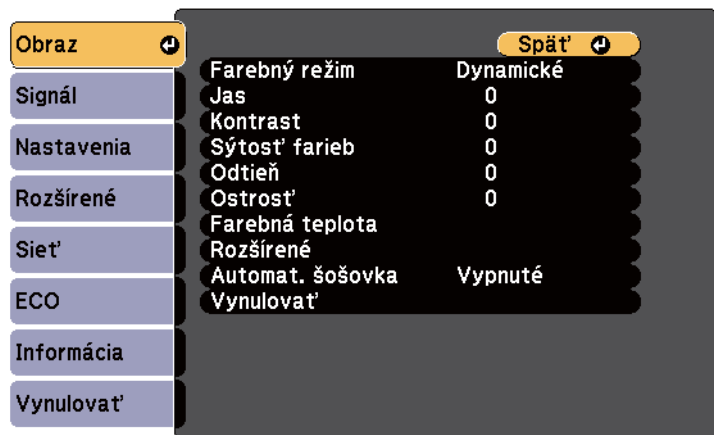 Obraz
Signál
Nastavenia
Rozšírené
Sieť
ECO
Informácia
Vynulovať
Späť
Farebný režim Dynamické
Jas 0
Kontrast 0
Sýtosť farieb 0
Odtieň 0
Ostrosť 0
Farebná teplota
Rozšírené
Automat. šošovka Vypnuté
Vynulovať